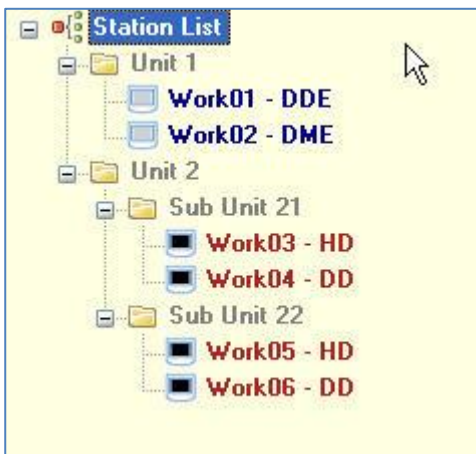 Station List
Unit 1
Work01 - DDE
Work02 - DME
Unit 2
Sub Unit 21
Work03 - HD
Work04 - DD
Sub Unit 22
Work05 - HD
Work06 - DD